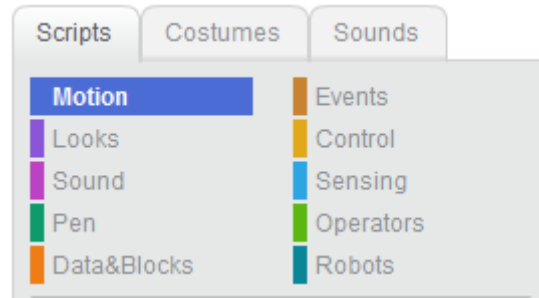 Scripts Costumes Sounds
Motion Events
Looks Control
Sound Sensing
Pen Operators
Data&Blocks Robots